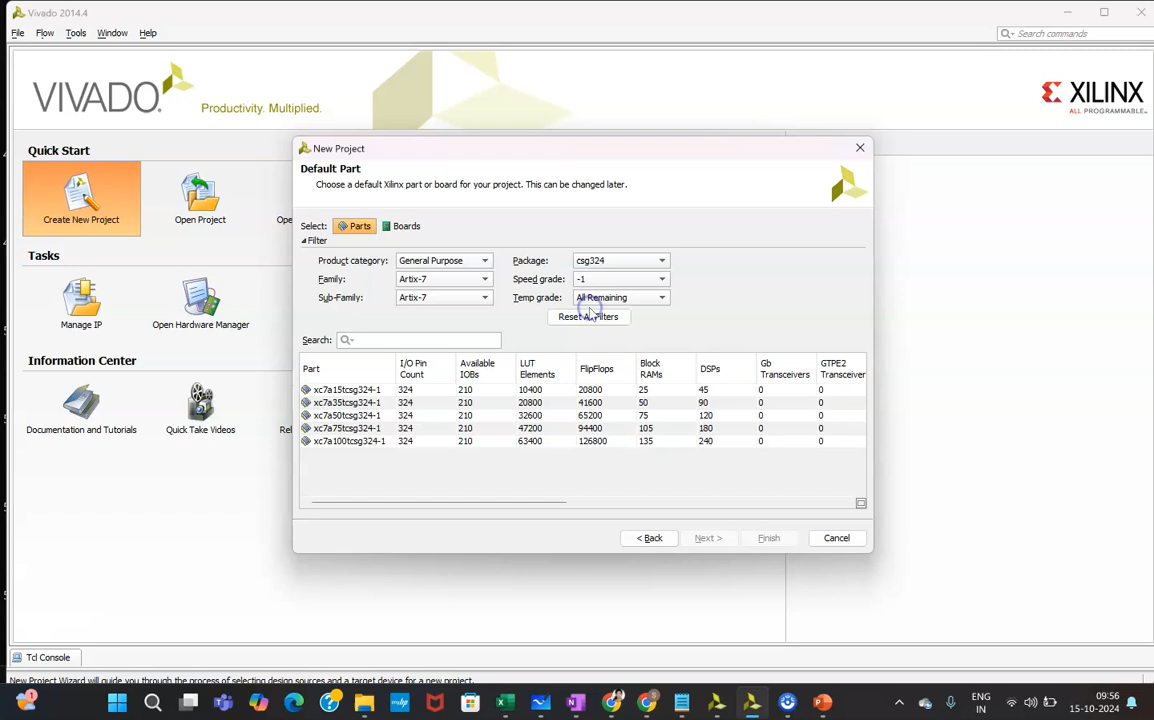 Vivado 2014.4
File Flow Tools Window Help
Search commands
VIVADO.
Productivity. Multiplied.
XILINX
ALL PROGRAMMABLE.
Quick Start
Create New Project
Open Project
Ope
Tasks
Manage IP
Open Hardware Manager
Information Center
Documentation and Tutorials
Quick Take Videos
Rel
New Project
Default Part
Choose a default Xilinx part or board for your project. This can be changed later.
Select: Parts Boards
Filter
Product category: General Purpose Package: csg324
Family: Artix-7 Speed grade: -1
Sub-Family: Artix-7 Temp grade: All Remaining
Reset All Filters
Search:
Part I/O Pin Count Available IOBs LUT Elements FlipFlops Block RAMs DSPs Gb Transceivers GTPE2 Transceiver
xc7a15tcsg324-1 324 210 10400 20800 25 45 0 0
xc7a35tcsg324-1 324 210 20800 41600 50 90 0 0
xc7a50tcsg324-1 324 210 32600 65200 75 120 0 0
xc7a75tcsg324-1 324 210 47200 94400 105 180 0 0
xc7a100tcsg324-1 324 210 63400 126800 135 240 0 0
< Back Next > Finish Cancel
Tcl Console
New Project Wizard will guide you through the process of selecting design sources and a target device for a new project.
1
myhp
ENG
IN
09:56
15-10-2024